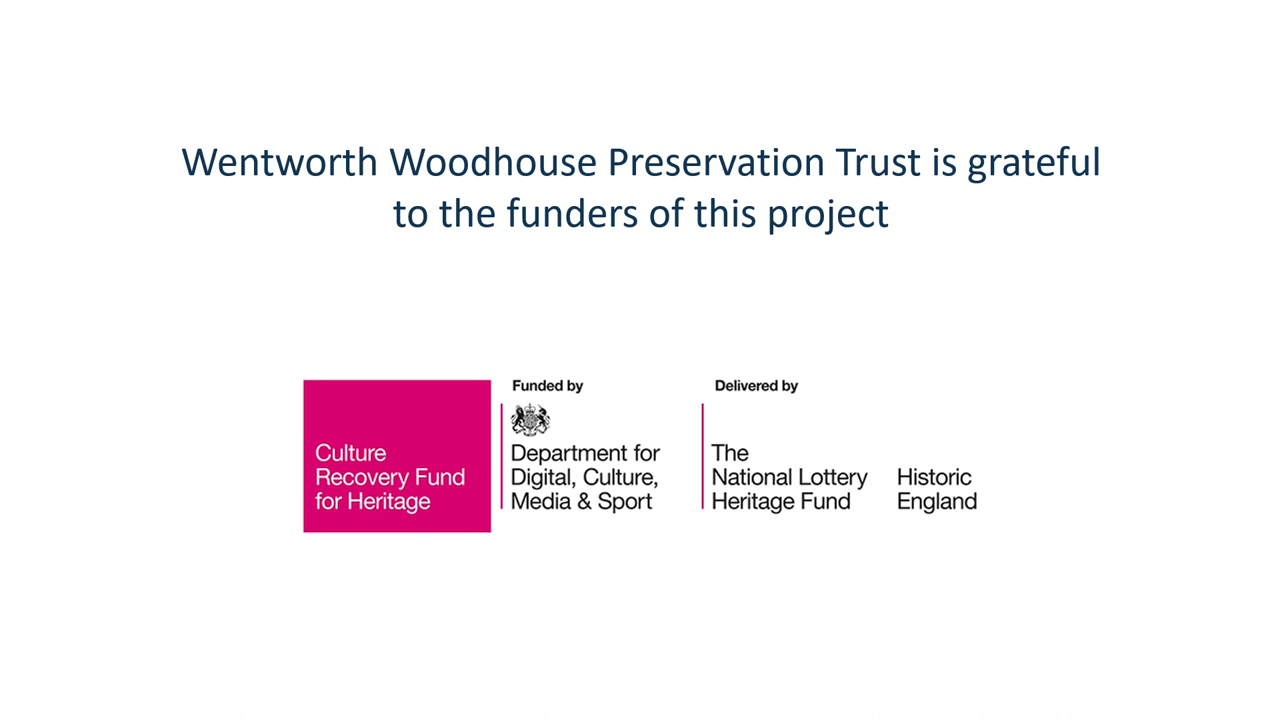 Wentworth Woodhouse Preservation Trust is grateful
to the funders of this project
Culture
Recovery Fund
for Heritage
Funded by
Department for
Digital, Culture,
Media & Sport
Delivered by
The
National Lottery
Heritage Fund
Historic
England